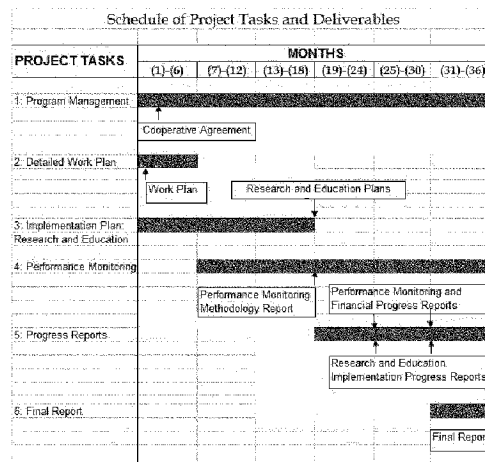 Schedule of Project Tasks and Deliverables
PROJECT TASKS
MONTHS
(1)-(6) (7)-(12) (13)-(18) (19)-(24) (25)-(30) (31)-(36)
1: Program Management
Cooperative Agreement
2: Detailed Work Plan
Work Plan
Research and Education Plans
3: Implementation Plan:
Research and Education
4: Performance Monitoring
Performance Monitoring
Methodology Report
Performance Monitoring and
Financial Progress Reports
5: Progress Reports
Research and Education
Implementation Progress Reports
6: Final Report
Final Repor